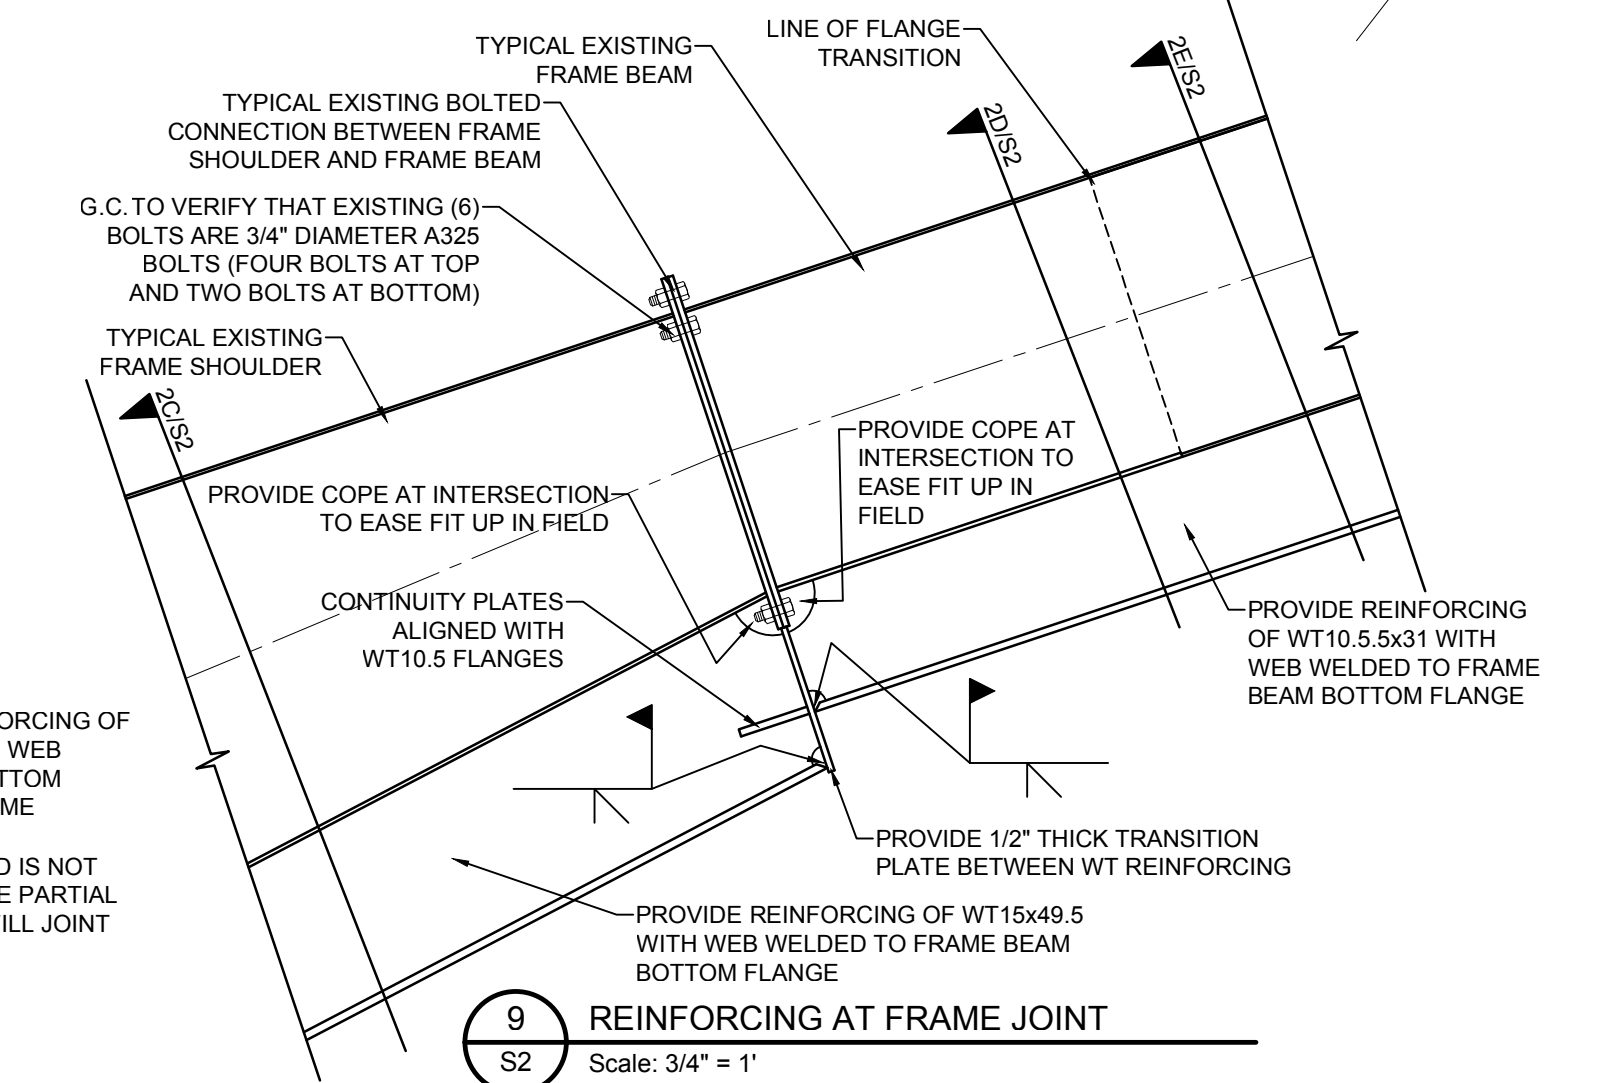 LINE OF FLANGE
TRANSITION
TYPICAL EXISTING
FRAME BEAM
2E/S2
TYPICAL EXISTING BOLTED
CONNECTION BETWEEN FRAME
SHOULDER AND FRAME BEAM
2D/S2
G.C. TO VERIFY THAT EXISTING (6)
BOLTS ARE 3/4" DIAMETER A325
BOLTS (FOUR BOLTS AT TOP
AND TWO BOLTS AT BOTTOM)
TYPICAL EXISTING
FRAME SHOULDER
2C/S2
PROVIDE COPE AT
INTERSECTION TO
EASE FIT UP IN
FIELD
PROVIDE COPE AT INTERSECTION
TO EASE FIT UP IN FIELD
CONTINUITY PLATES
ALIGNED WITH
WT10.5 FLANGES
PROVIDE REINFORCING
OF WT10.5.5x31 WITH
WEB WELDED TO FRAME
BEAM BOTTOM FLANGE
ORCING OF
WEB
TTOM
ME
D IS NOT
E PARTIAL
ILL JOINT
PROVIDE 1/2" THICK TRANSITION
PLATE BETWEEN WT REINFORCING
PROVIDE REINFORCING OF WT15x49.5
WITH WEB WELDED TO FRAME BEAM
BOTTOM FLANGE
9
S2
REINFORCING AT FRAME JOINT
Scale: 3/4" = 1'